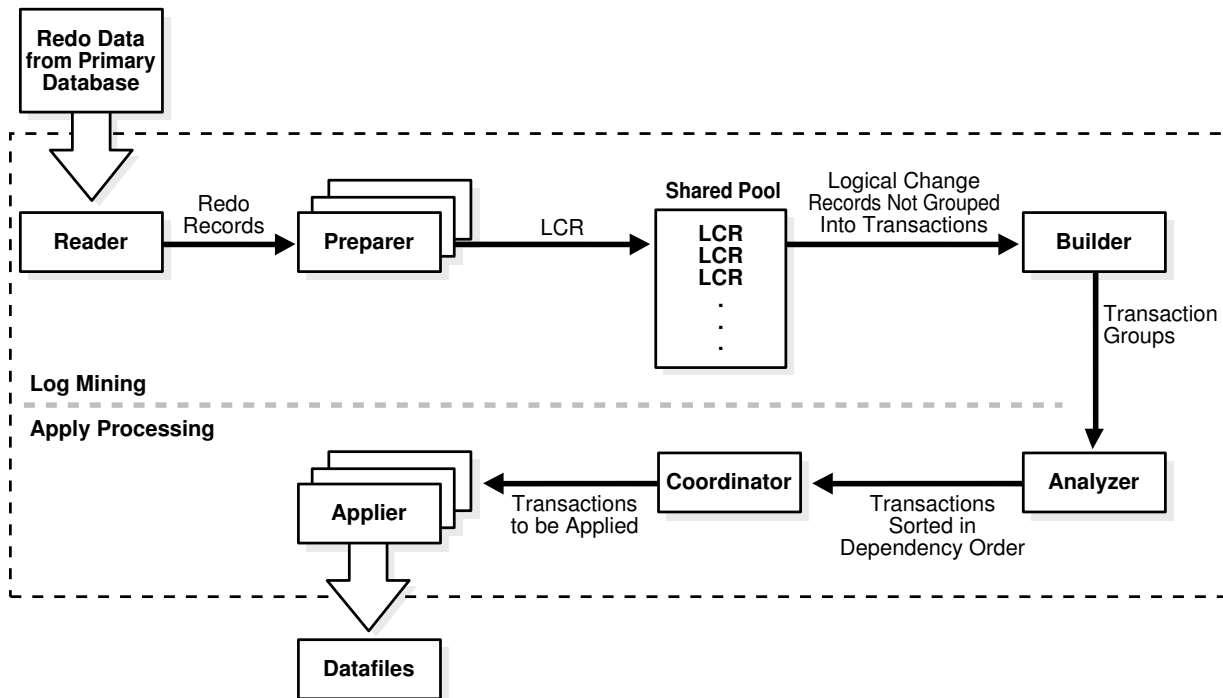 Redo Data
from Primary
Database
Reader
Redo
Records
Preparer
LCR
Shared Pool
LCR
LCR
LCR
.
.
.
Logical Change
Records Not Grouped
Into Transactions
Builder
Transaction
Groups
Log Mining
Apply Processing
Applier
Transactions
to be Applied
Coordinator
Transactions
Sorted in
Dependency Order
Analyzer
Datafiles